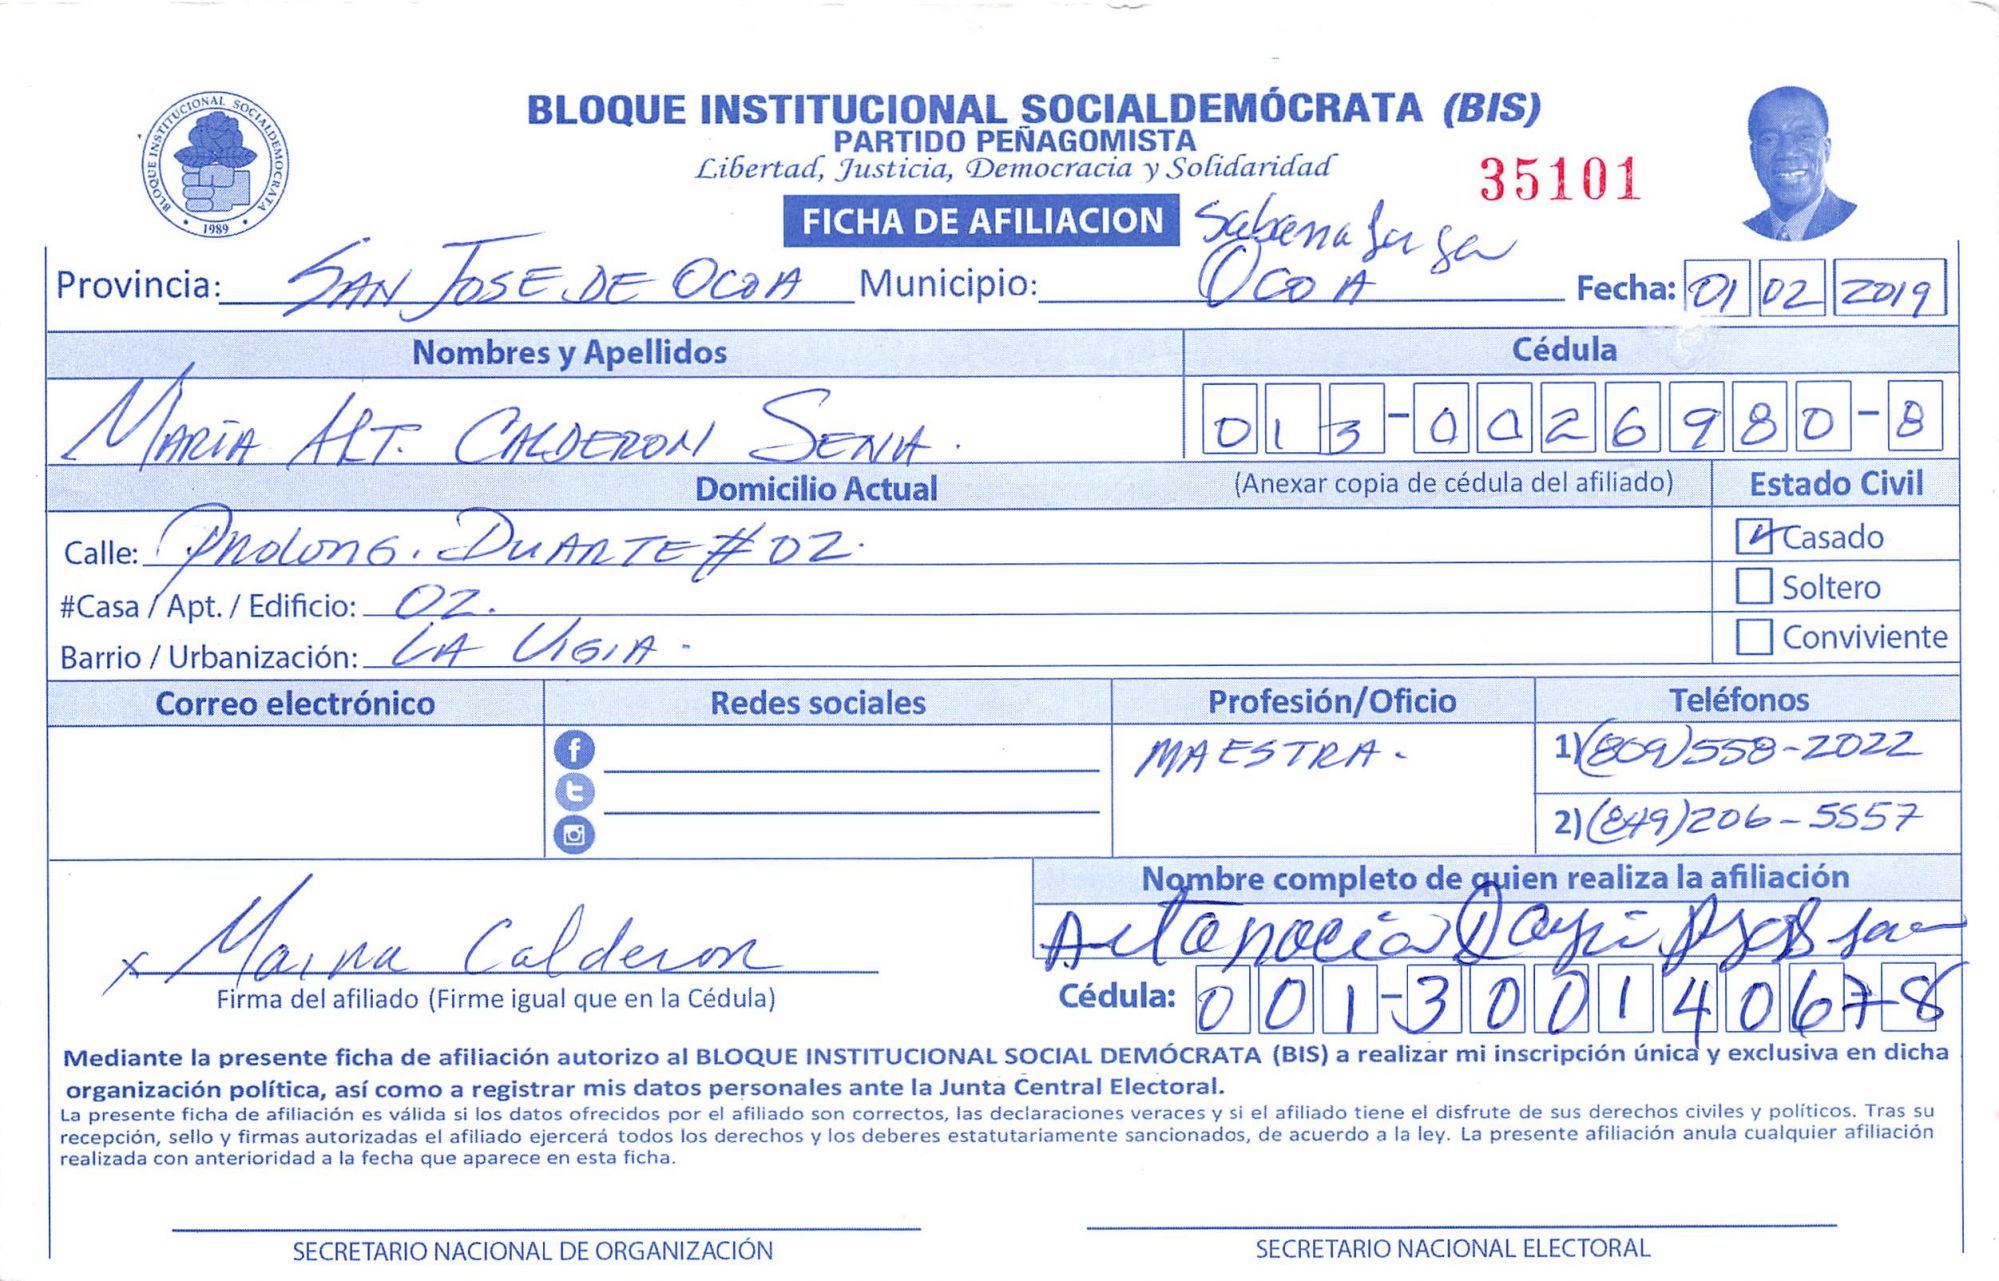 BLOQUE INSTITUCIONAL SOCIALDEMOCRATA
1989
BLOQUE INSTITUCIONAL SOCIALDEMÓCRATA (BIS)
PARTIDO PEÑAGOMISTA
Libertad, Justicia, Democracia y Solidaridad
35101
FICHA DE AFILIACION
Sabana Larga
Provincia: SAN JOSE DE OCOA Municipio: OCOA Fecha: 01 02 2019
Nombres y Apellidos Cédula
MARIA ALT. CALDERON SENA. 013-0026980-8
Domicilio Actual (Anexar copia de cédula del afiliado) Estado Civil
Calle: PROLONG. DUARTE #02. Casado
#Casa / Apt. / Edificio: 02. Soltero
Barrio / Urbanización: LA VIGIA - Conviviente
Correo electrónico Redes sociales Profesión/Oficio Teléfonos
MAESTRA. 1) (809) 558-2022
2) (849) 206-5557
Nombre completo de quien realiza la afiliación
x Marna Calderon
Firma del afiliado (Firme igual que en la Cédula)
Cédula: 001-30014067-8
Mediante la presente ficha de afiliación autorizo al BLOQUE INSTITUCIONAL SOCIAL DEMÓCRATA (BIS) a realizar mi inscripción única y exclusiva en dicha
organización política, así como a registrar mis datos personales ante la Junta Central Electoral.
La presente ficha de afiliación es válida si los datos ofrecidos por el afiliado son correctos, las declaraciones veraces y si el afiliado tiene el disfrute de sus derechos civiles y políticos. Tras su
recepción, sello y firmas autorizadas el afiliado ejercerá todos los derechos y los deberes estatutariamente sancionados, de acuerdo a la ley. La presente afiliación anula cualquier afiliación
realizada con anterioridad a la fecha que aparece en esta ficha.
SECRETARIO NACIONAL DE ORGANIZACIÓN SECRETARIO NACIONAL ELECTORAL